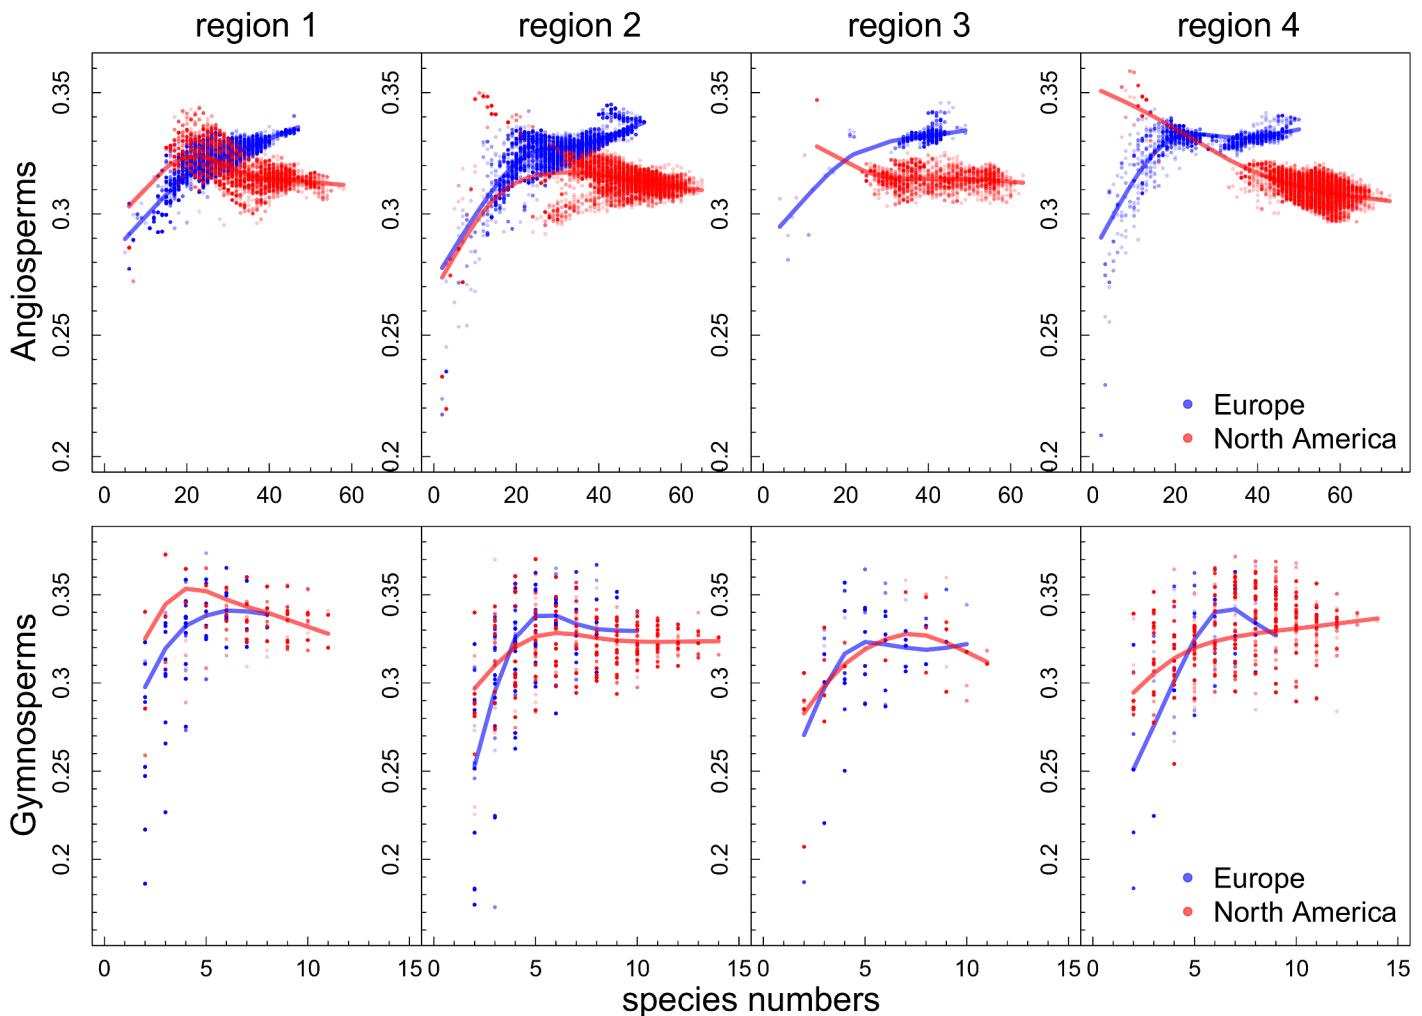 region 1 region 2 region 3 region 4
Angiosperms
0.35 0.35 0.35 0.35
0.3 0.3 0.3 0.3
0.25 0.25 0.25 0.25
0.2 0.2 0.2 0.2
Europe
North America
0 20 40 60 0 20 40 60 0 20 40 60 0 20 40 60
Gymnosperms
0.35 0.35 0.35 0.35
0.3 0.3 0.3 0.3
0.25 0.25 0.25 0.25
0.2 0.2 0.2 0.2
Europe
North America
0 5 10 15 0 5 10 15 0 5 10 15 0 5 10 15
species numbers